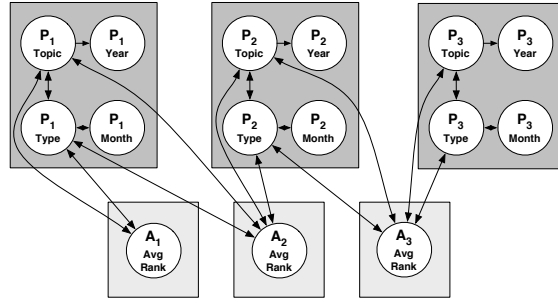 P1 P1 P2 P2 P3 P3
Topic Year Topic Year Topic Year
P1 P1 P2 P2 P3 P3
Type Month Type Month Type Month
A1 A2 A3
Avg Avg Avg
Rank Rank Rank